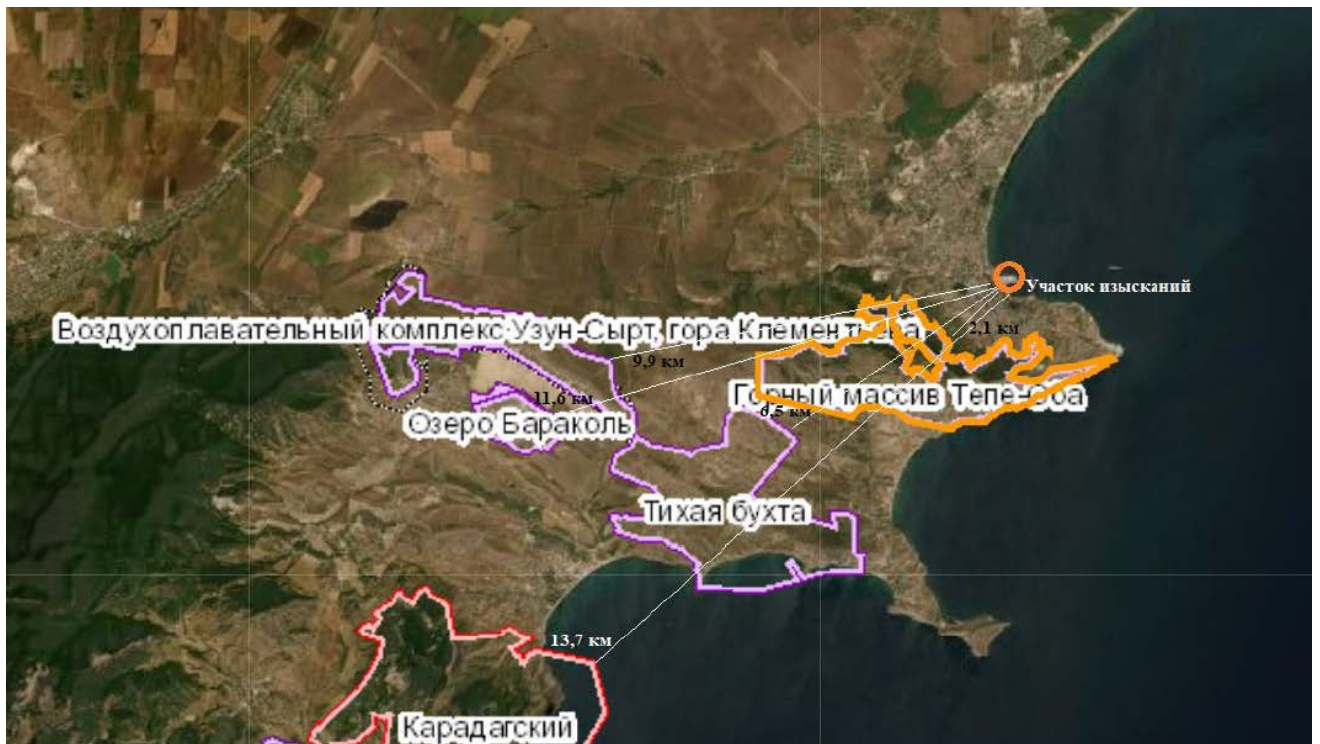 Участок изысканий
Воздухоплавательный комплекс Узун-Сырт, гора Клементьева
2,1 км
9,9 км
11,6 км
Горный массив Тепе-Оба
6,5 км
Озеро Бараколь
Тихая бухта
13,7 км
Карадагский